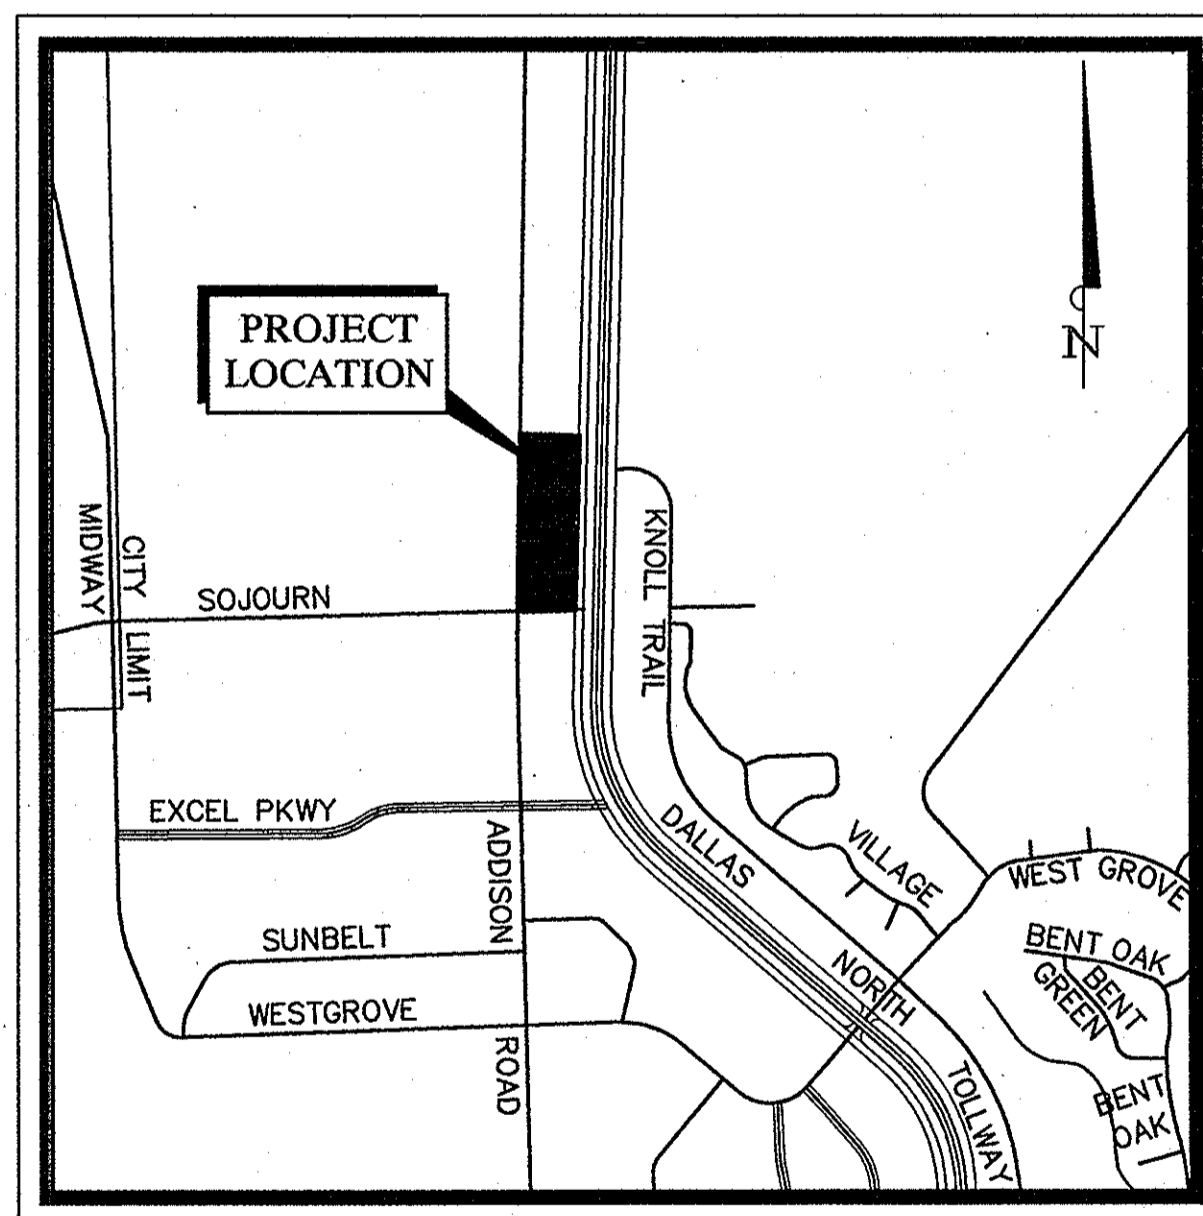 PROJECT
LOCATION
N
MIDWAY
CITY LIMIT
SOJOURN
KNOLL TRAIL
EXCEL PKWY
ADDISON ROAD
DALLAS NORTH TOLLWAY
VILLAGE
WEST GROVE
SUNBELT
BENT OAK
BENT
GREEN
WESTGROVE
BENT
OAK